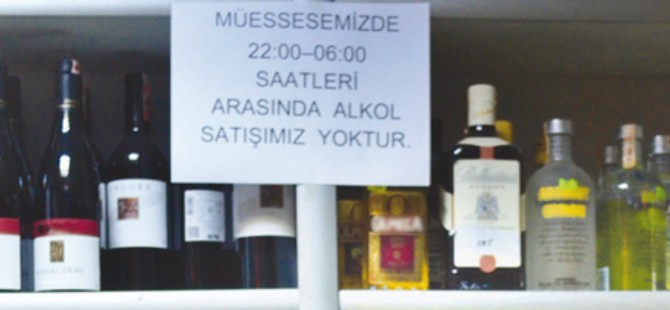 MÜESSESEMİZDE
22:00–06:00
SAATLERİ
ARASINDA ALKOL
SATIŞIMIZ YOKTUR.